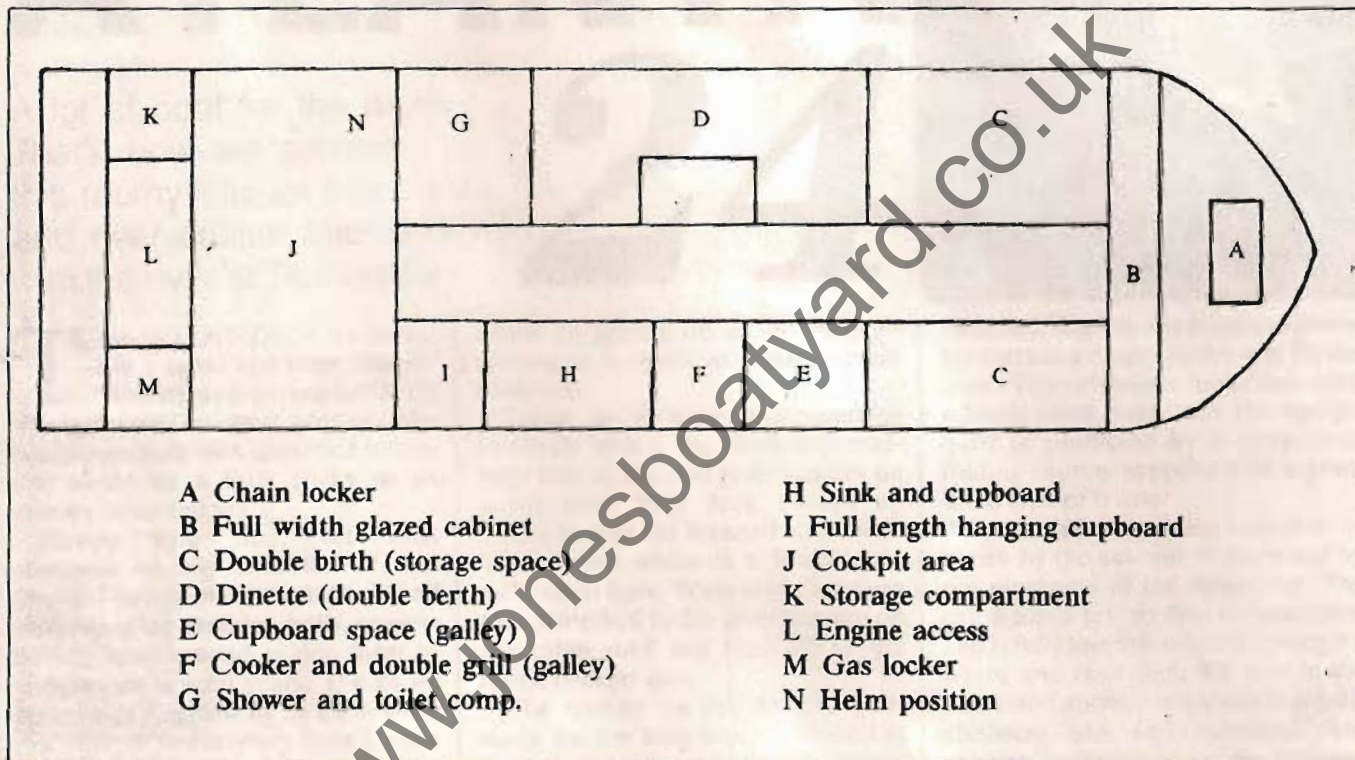 K
N
G
D
C
L
J
B
A
M
I
H
F
E
C
A Chain locker
B Full width glazed cabinet
C Double birth (storage space)
D Dinette (double berth)
E Cupboard space (galley)
F Cooker and double grill (galley)
G Shower and toilet comp.
H Sink and cupboard
I Full length hanging cupboard
J Cockpit area
K Storage compartment
L Engine access
M Gas locker
N Helm position
www.jonesboatyard.co.uk